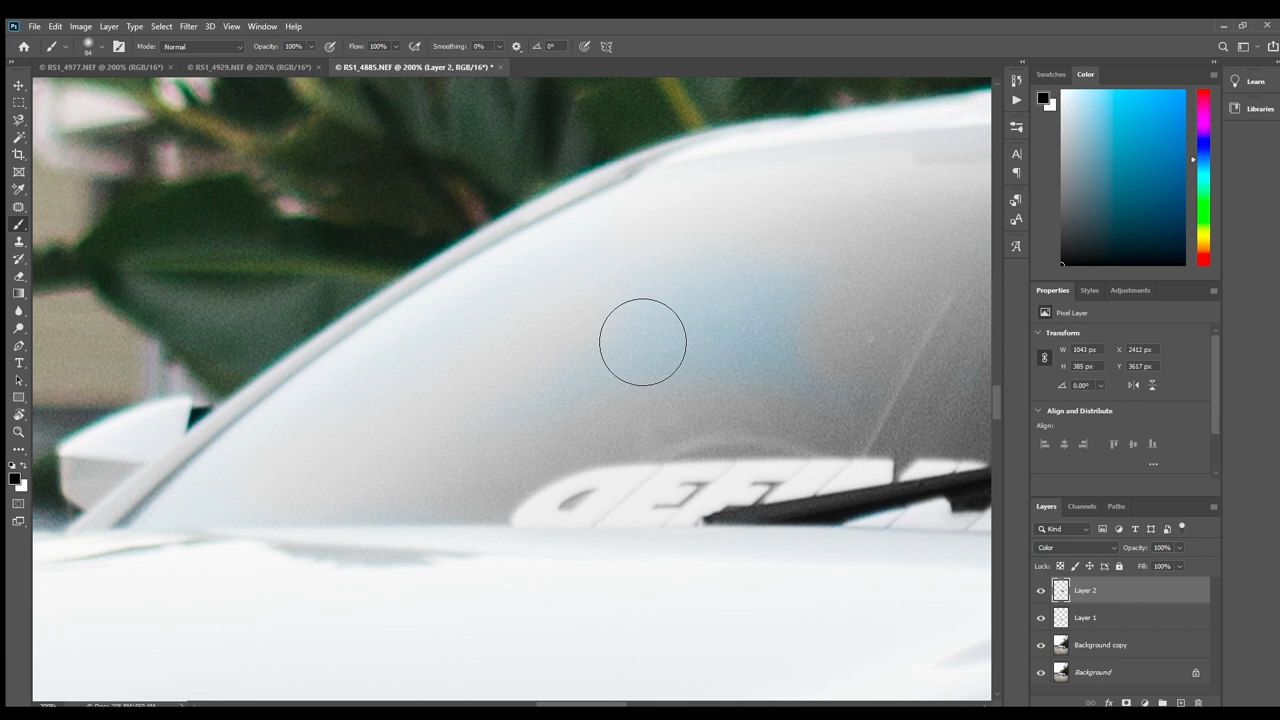 Ps File Edit Image Layer Type Select Filter 3D View Window Help
84 Mode: Normal Opacity: 100% Flow: 100% Smoothing: 0% 0°
© RS1_4977.NEF @ 200% (RGB/16*) × © RS1_4929.NEF @ 207% (RGB/16*) × © RS1_4885.NEF @ 200% (Layer 2, RGB/16*) * ×
Swatches Color
Learn
Libraries
Properties Styles Adjustments
Pixel Layer
Transform
W 1043 px X 2412 px
H 385 px Y 3617 px
0.00°
Align and Distribute
Align:
Layers Channels Paths
Kind
Color Opacity: 100%
Lock: Fill: 100%
Layer 2
Layer 1
Background copy
Background
fx